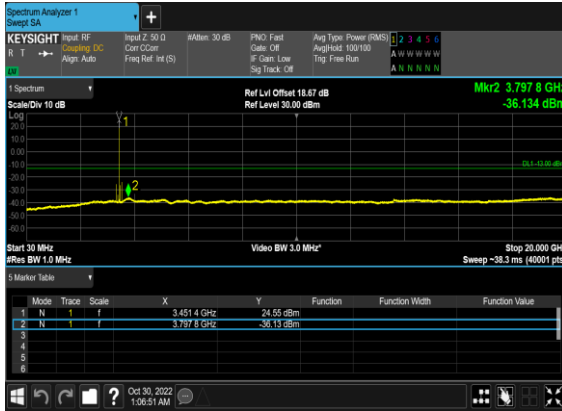 Spectrum Analyzer 1
Swept SA
+
KEYSIGHT Input: RF Input Z: 50 Ω #Atten: 30 dB PNO: Fast Avg Type: Power (RMS) 1 2 3 4 5 6
R T Coupling: DC Corr CCorr Gate: Off Avg|Hold: 100/100 A W W W W W
Align: Auto Freq Ref: Int (S) IF Gain: Low Trig: Free Run
Sig Track: Off A N N N N N
1 Spectrum Ref Lvl Offset 18.67 dB Mkr2 3.797 8 GHz
Scale/Div 10 dB Ref Level 30.00 dBm -36.134 dBm
Log
20.0
10.0
0.00
-10.0
-20.0
-30.0
-40.0
-50.0
-60.0
1
2
DL1 -13.00 dBm
Start 30 MHz Video BW 3.0 MHz* Stop 20.000 GHz
#Res BW 1.0 MHz Sweep ~38.3 ms (40001 pts)
5 Marker Table
Mode Trace Scale X Y Function Function Width Function Value
1 N 1 f 3.451 4 GHz 24.55 dBm
2 N 1 f 3.797 8 GHz -36.13 dBm
3
4
5
6
? Oct 30, 2022
1:06:51 AM